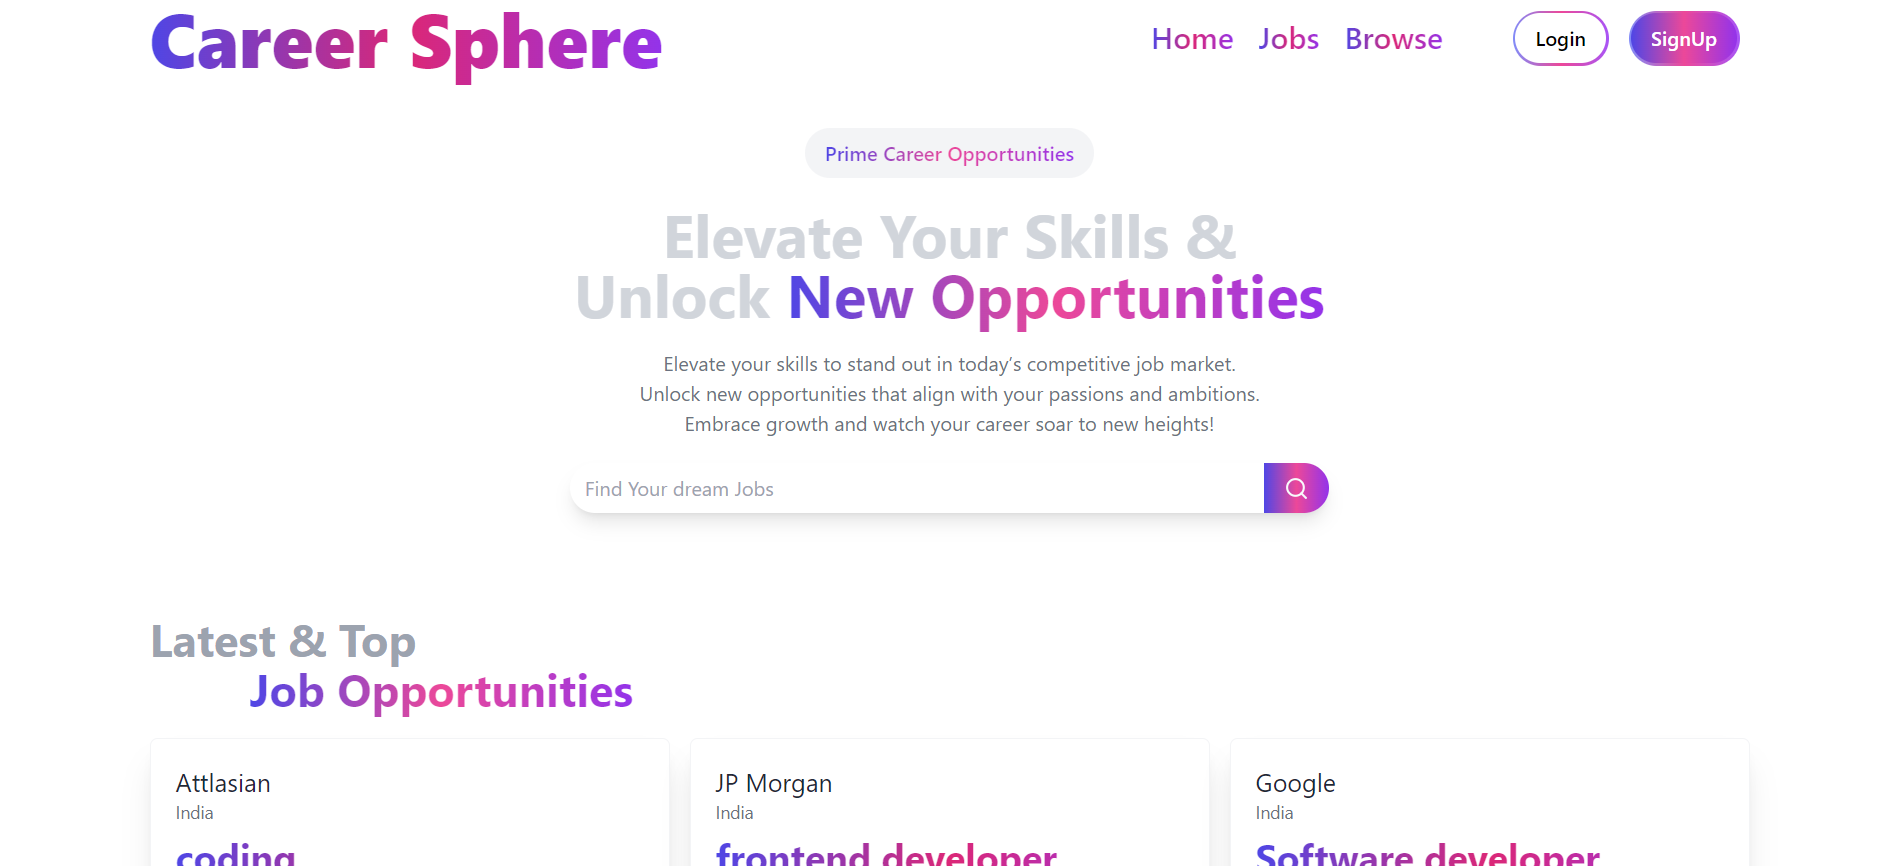 Career Sphere
Home Jobs Browse Login SignUp
Prime Career Opportunities
Elevate Your Skills &
Unlock New Opportunities
Elevate your skills to stand out in today’s competitive job market.
Unlock new opportunities that align with your passions and ambitions.
Embrace growth and watch your career soar to new heights!
Find Your dream Jobs
Latest & Top
Job Opportunities
Attlasian
India
coding
JP Morgan
India
frontend developer
Google
India
Software developer